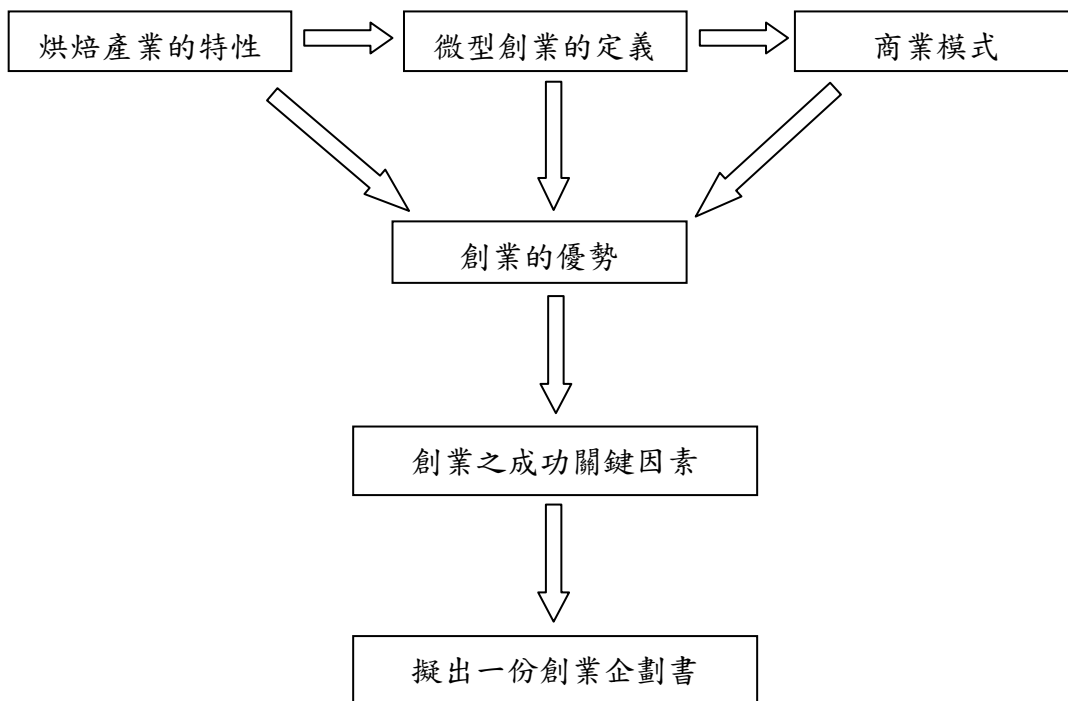 烘焙產業的特性
微型創業的定義
商業模式
創業的優勢
創業之成功關鍵因素
擬出一份創業企劃書